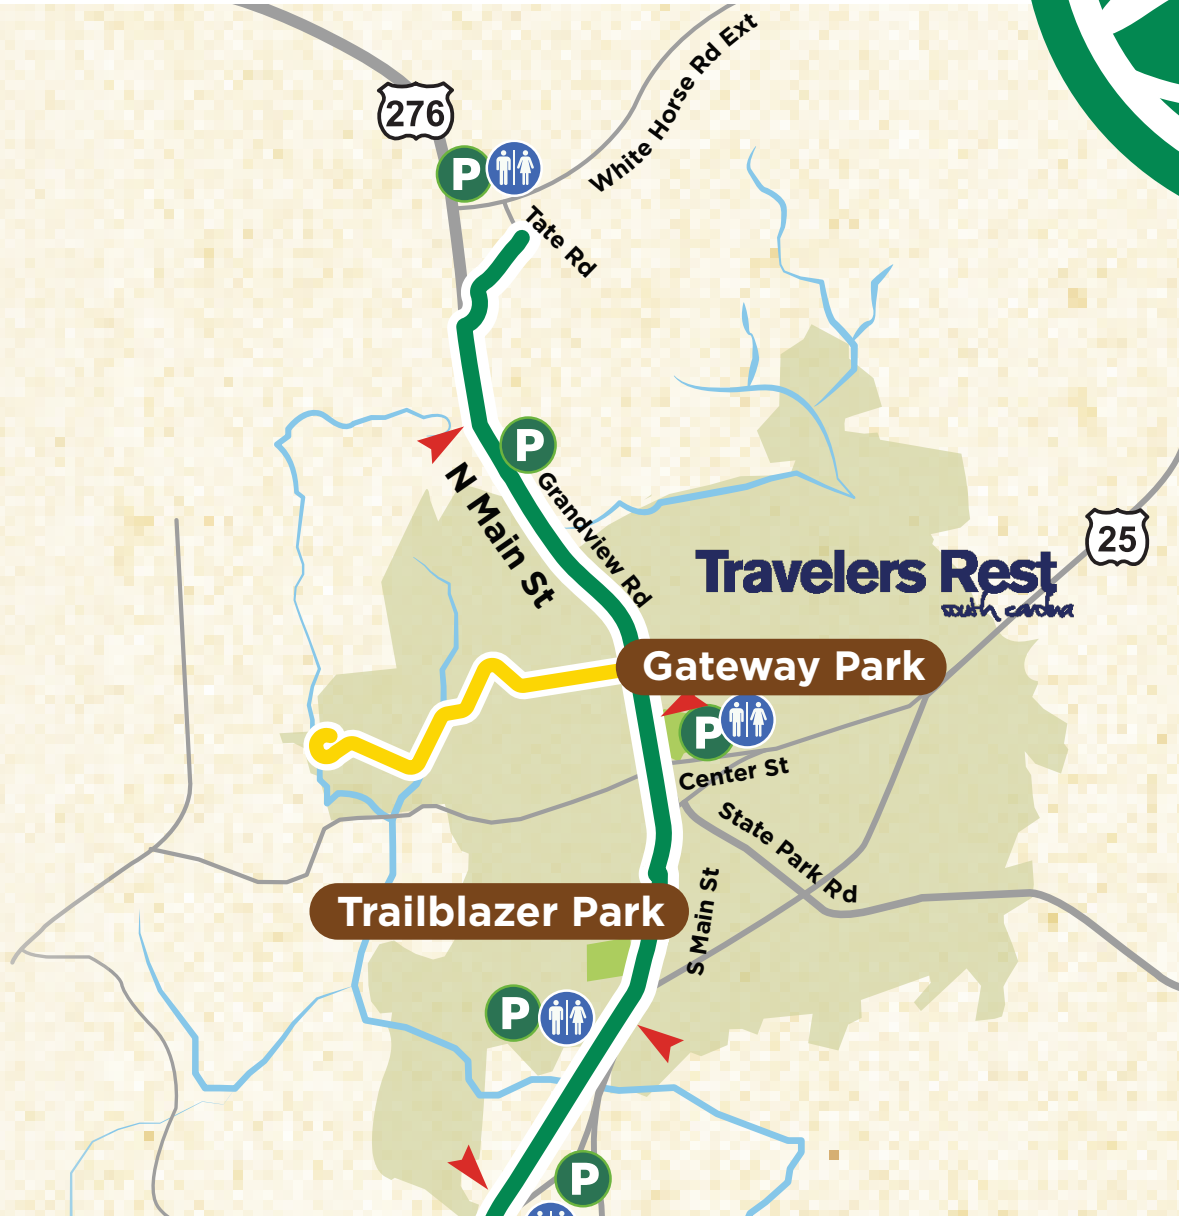 White Horse Rd Ext
276
P
Tate Rd
P
N Main St
Grandview Rd
25
Travelers Rest
south carolina
Gateway Park
P
Center St
State Park Rd
Trailblazer Park
S Main St
P
P